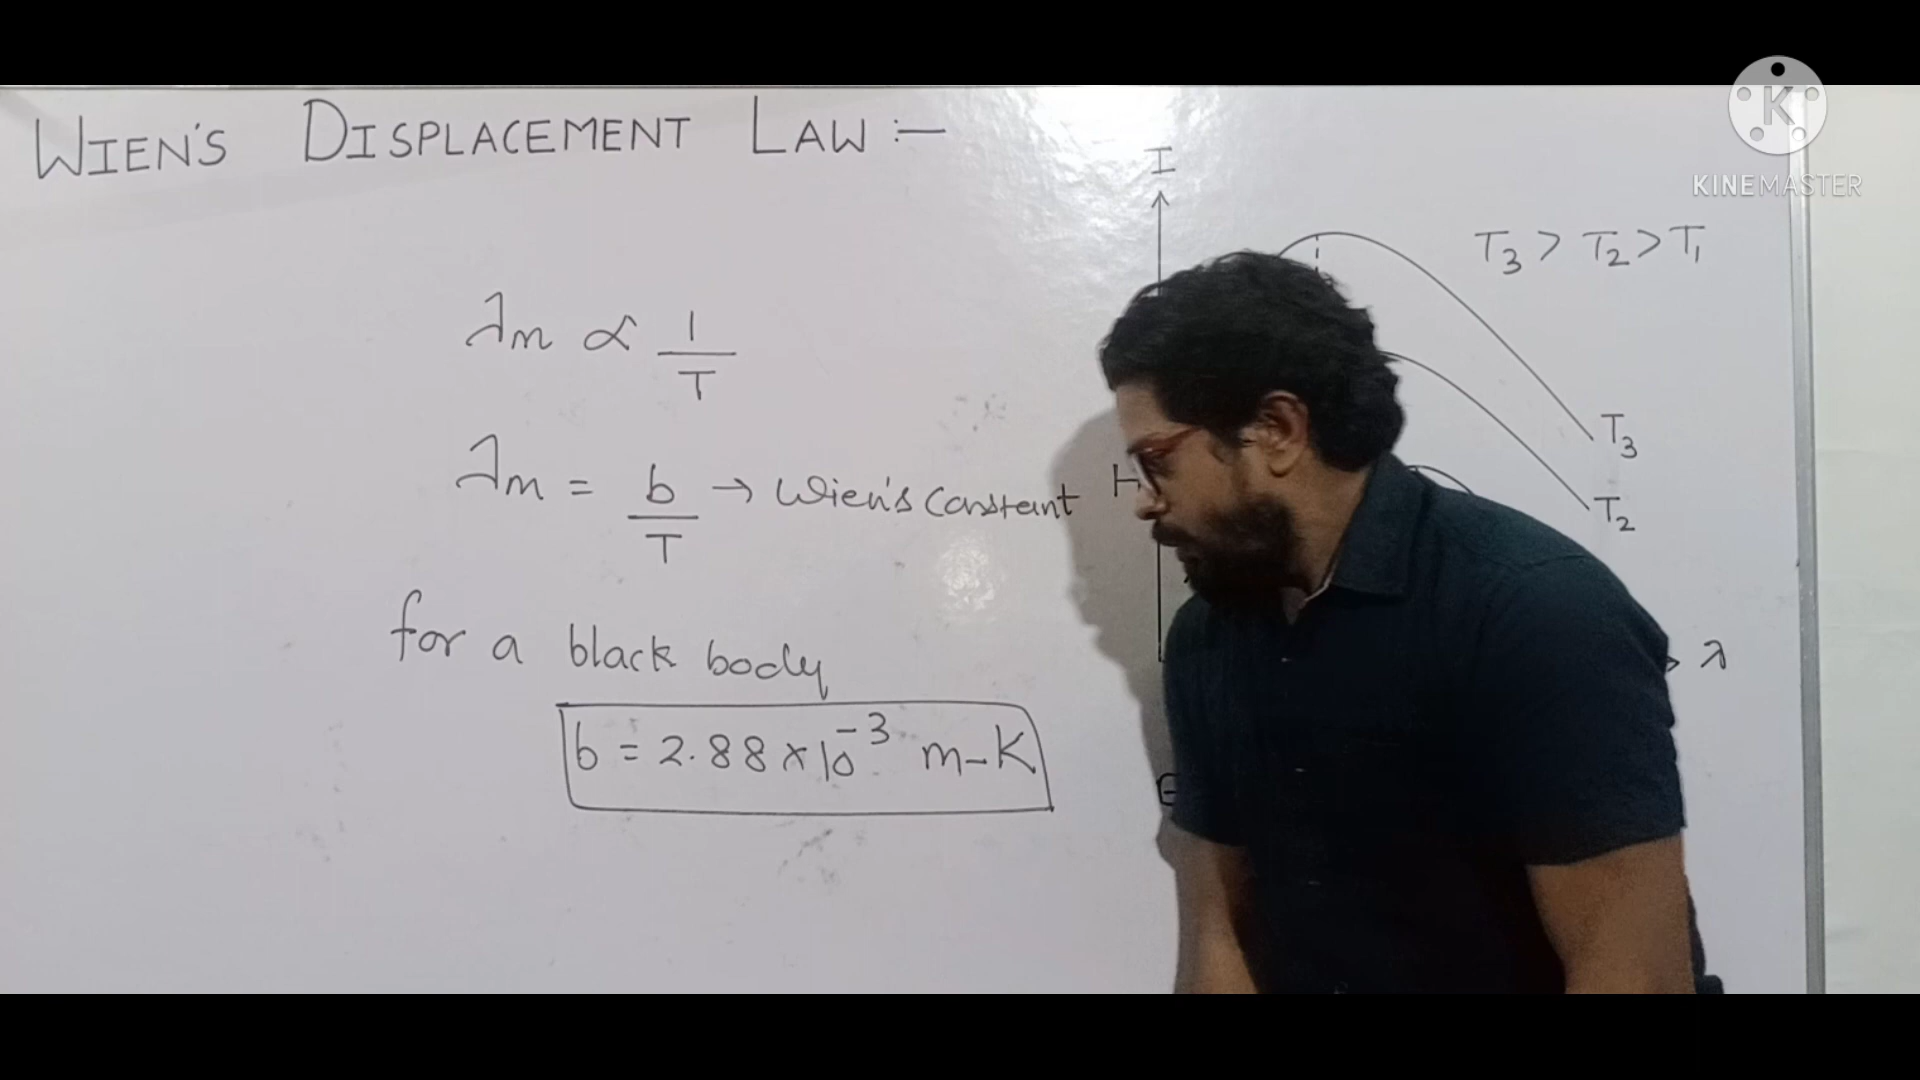 WIEN'S DISPLACEMENT LAW :-
λm ∝ 1/T
λm = b/T → Wien's Constant
for a black body
b = 2.88 × 10⁻³ m-K
I
T₃ > T₂ > T₁
T₃
T₂
λ
K
KINEMASTER